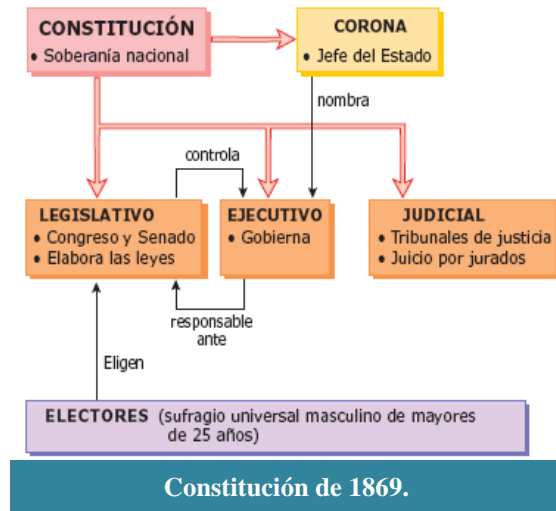 CONSTITUCIÓN
• Soberanía nacional
CORONA
• Jefe del Estado
nombra
controla
LEGISLATIVO
• Congreso y Senado
• Elabora las leyes
EJECUTIVO
• Gobierna
JUDICIAL
• Tribunales de justicia
• Juicio por jurados
responsable
ante
Eligen
ELECTORES (sufragio universal masculino de mayores
de 25 años)
Constitución de 1869.